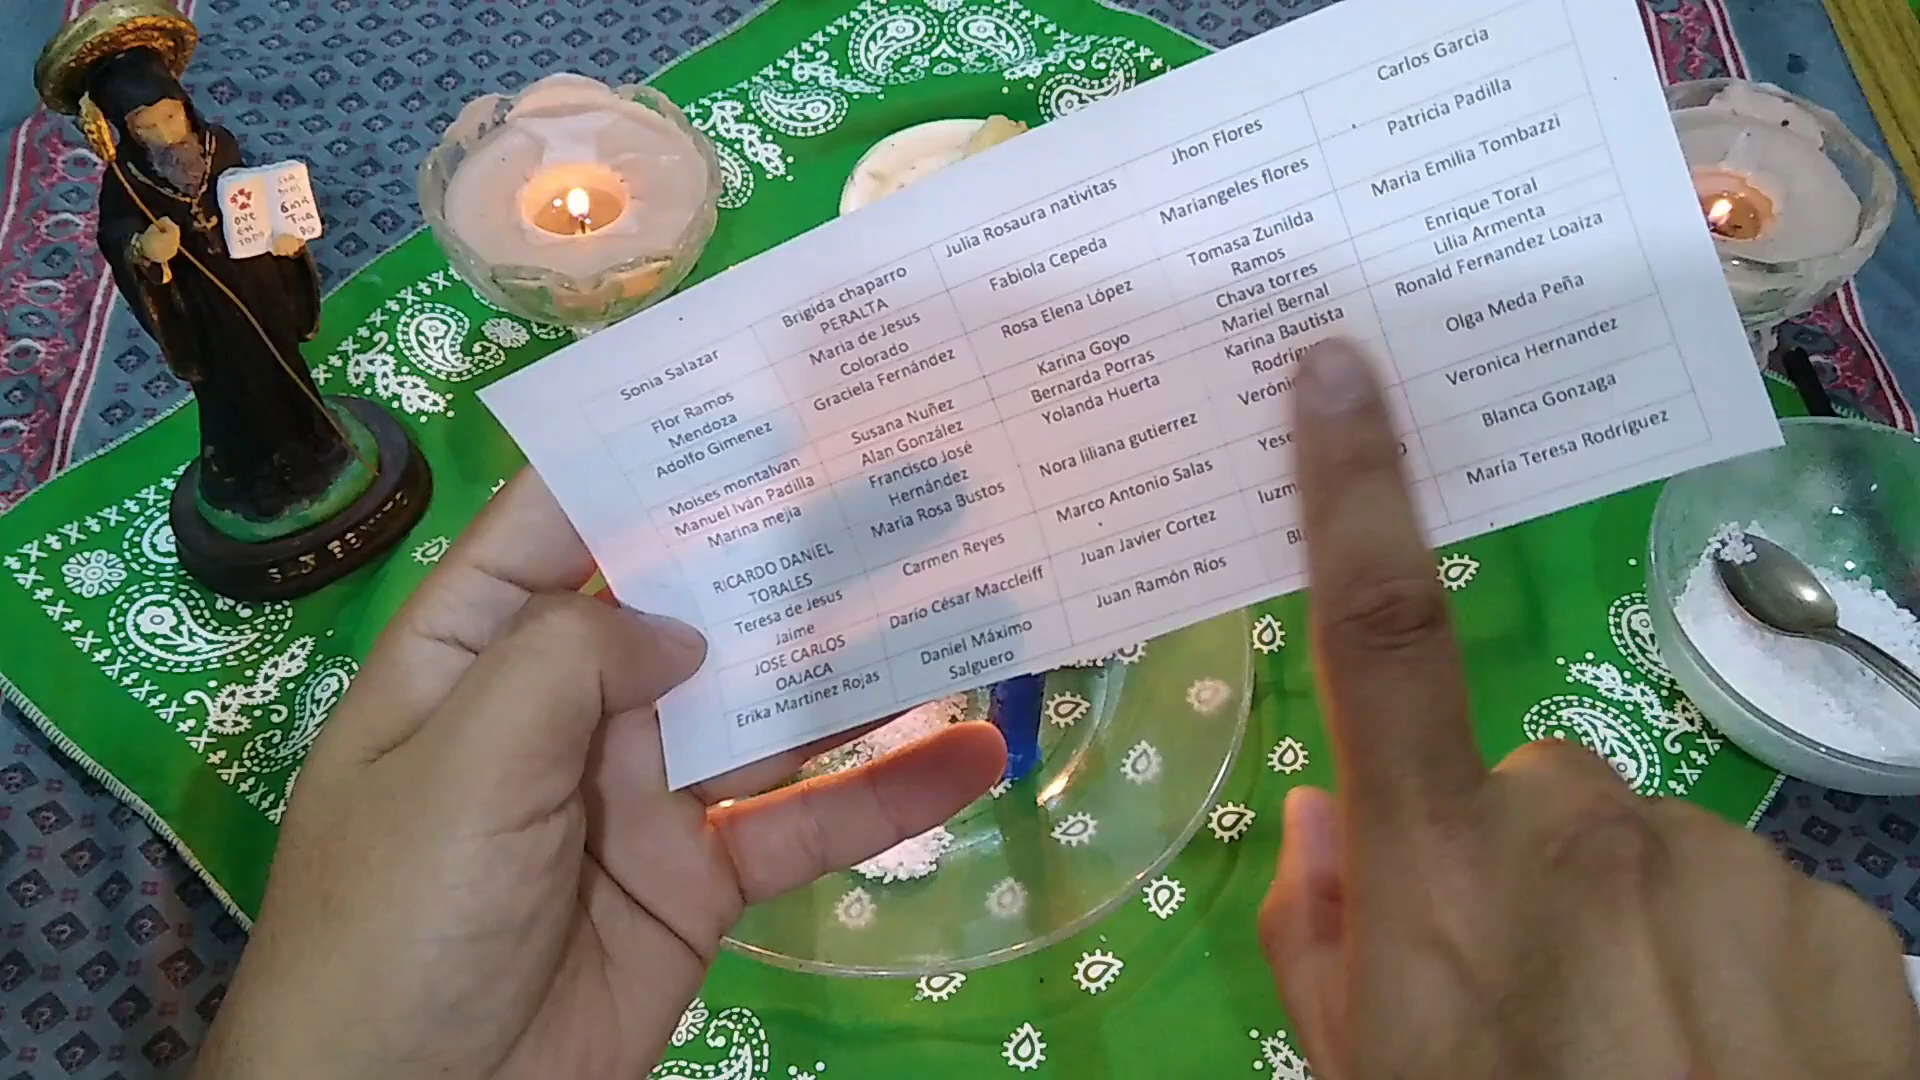 Sonia Salazar
Flor Ramos
Mendoza
Adolfo Gimenez
Moises montalvan
Manuel Iván Padilla
Marina mejia
RICARDO DANIEL
TORALES
Teresa de Jesus
Jaime
JOSE CARLOS
OAJACA
Erika Martinez Rojas
Brigida chaparro
PERALTA
Maria de Jesus
Colorado
Graciela Fernández
Susana Nuñez
Alan González
Francisco José
Hernández
María Rosa Bustos
Carmen Reyes
Darío César Maccleiff
Daniel Máximo
Salguero
Julia Rosaura nativitas
Fabiola Cepeda
Rosa Elena López
Karina Goyo
Bernarda Porras
Yolanda Huerta
Nora liliana gutierrez
Marco Antonio Salas
Juan Javier Cortez
Juan Ramón Ríos
Jhon Flores
Mariangeles flores
Tomasa Zunilda
Ramos
Chava torres
Mariel Bernal
Karina Bautista
Carlos Garcia
Patricia Padilla
Maria Emilia Tombazzi
Enrique Toral
Lilia Armenta
Ronald Fernandez Loaiza
Olga Meda Peña
Veronica Hernandez
Blanca Gonzaga
María Teresa Rodríguez
SAN BENITO